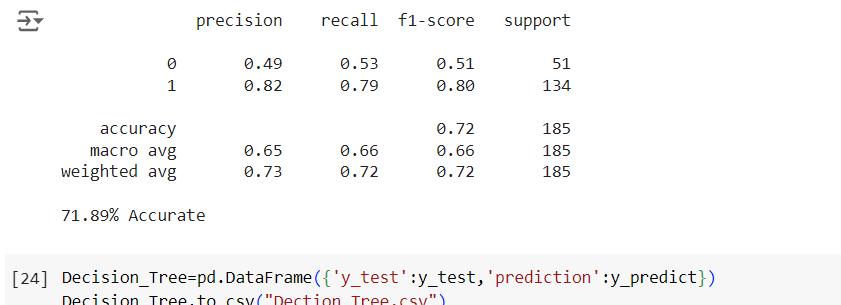 precision recall f1-score support
0 0.49 0.53 0.51 51
1 0.82 0.79 0.80 134
accuracy 0.72 185
macro avg 0.65 0.66 0.66 185
weighted avg 0.73 0.72 0.72 185
71.89% Accurate
[24] Decision_Tree=pd.DataFrame({'y_test':y_test,'prediction':y_predict})
Decision_Tree.to_csv("Dection_Tree.csv")